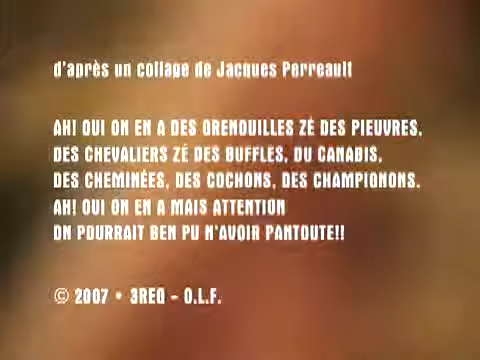 d'après un collage de Jacques Perreault
AH! OUI ON EN A DES GRENOUILLES ZÉ DES PIEUVRES,
DES CHEVALIERS ZÉ DES BUFFLES, DU CANABIS,
DES CHEMINÉES, DES COCHONS, DES CHAMPIGNONS.
AH! OUI ON EN A MAIS ATTENTION
ON POURRAIT BEN PU N'AVOIR PANTOUTE!!
© 2007 • 3REQ - O.L.F.